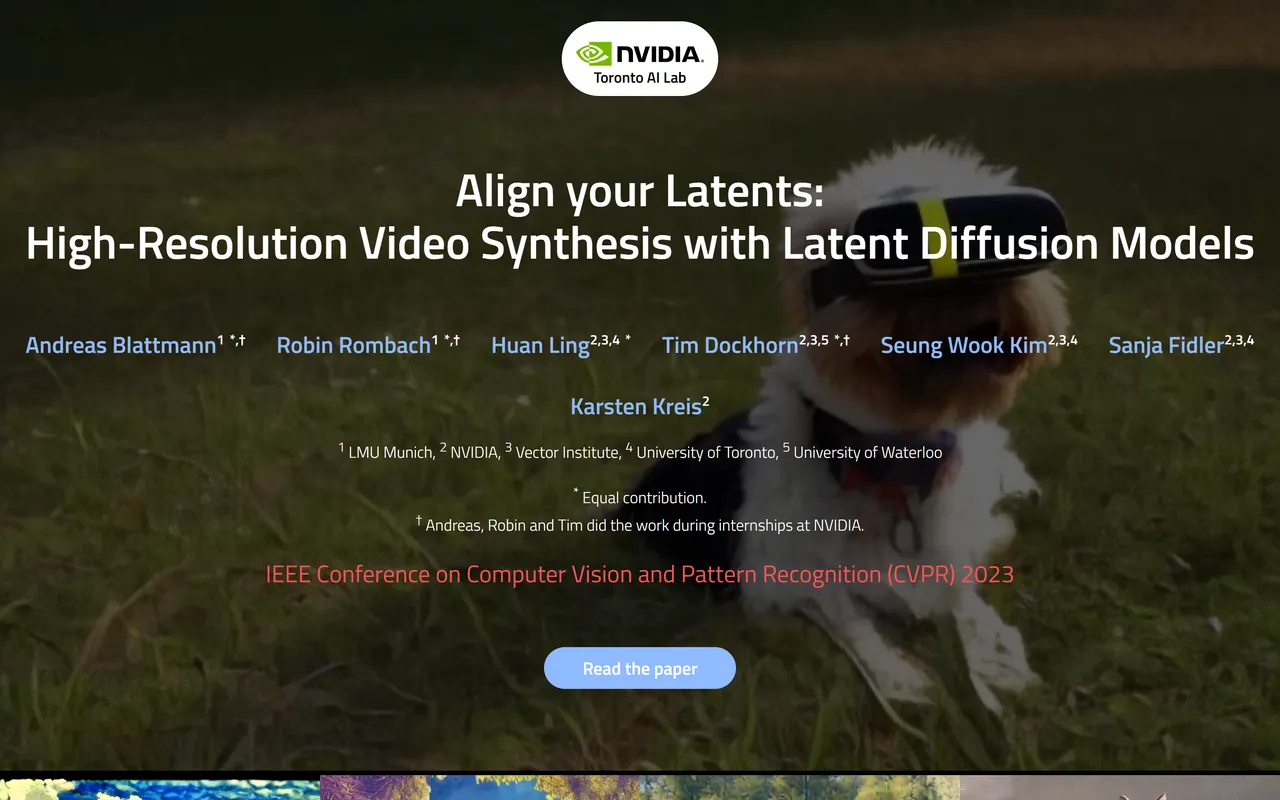 NVIDIA.
Toronto AI Lab
Align your Latents:
High-Resolution Video Synthesis with Latent Diffusion Models
Andreas Blattmann1 *,† Robin Rombach1 *,† Huan Ling2,3,4 * Tim Dockhorn2,3,5 *,† Seung Wook Kim2,3,4 Sanja Fidler2,3,4
Karsten Kreis2
1 LMU Munich, 2 NVIDIA, 3 Vector Institute, 4 University of Toronto, 5 University of Waterloo
* Equal contribution.
† Andreas, Robin and Tim did the work during internships at NVIDIA.
IEEE Conference on Computer Vision and Pattern Recognition (CVPR) 2023
Read the paper